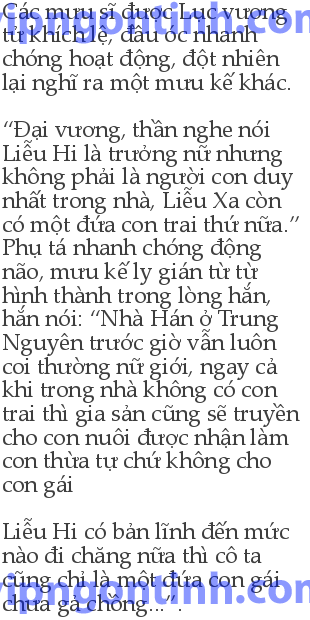 Các mưu sĩ được Lục vương
tử khích lệ, đầu óc nhanh
chóng hoạt động, đột nhiên
lại nghĩ ra một mưu kế khác.
“Đại vương, thần nghe nói
Liễu Hi là trưởng nữ nhưng
không phải là người con duy
nhất trong nhà, Liễu Xa còn
có một đứa con trai thứ nữa.”
Phụ tá nhanh chóng động
não, mưu kế ly gián từ từ
hình thành trong lòng hắn,
hắn nói: “Nhà Hán ở Trung
Nguyên trước giờ vẫn luôn
coi thường nữ giới, ngay cả
khi trong nhà không có con
trai thì gia sản cũng sẽ truyền
cho con nuôi được nhận làm
con thừa tự chứ không cho
con gái
Liễu Hi có bản lĩnh đến mức
nào đi chăng nữa thì cô ta
cũng chỉ là một đứa con gái
chưa gả chồng...”.